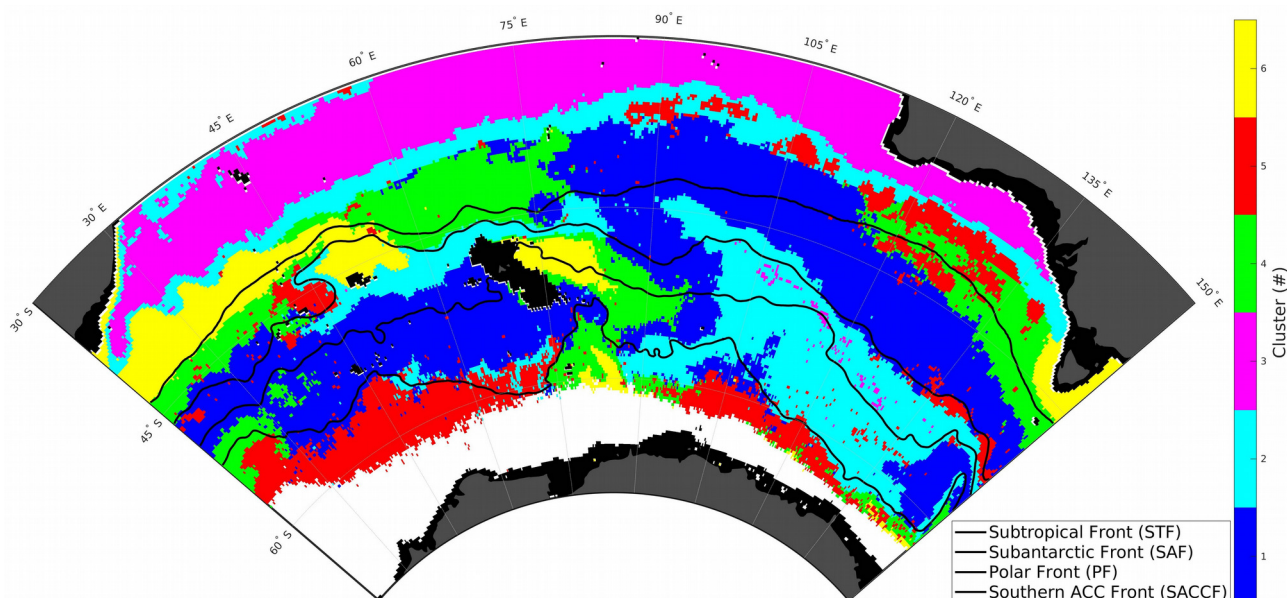 75° E
90° E
105° E
60° E
120° E
45° E
135° E
30° E
150° E
30° S
45° S
60° S
6
5
4
3
2
1
Cluster (#)
Subtropical Front (STF)
Subantarctic Front (SAF)
Polar Front (PF)
Southern ACC Front (SACCF)